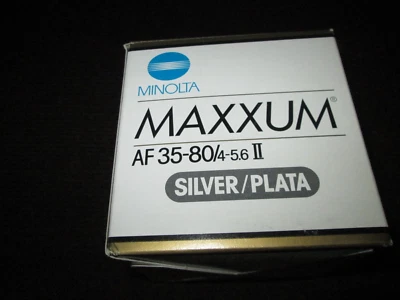 MINOLTA
MAXXUM®
AF 35-80/4-5.6 II
SILVER/PLATA